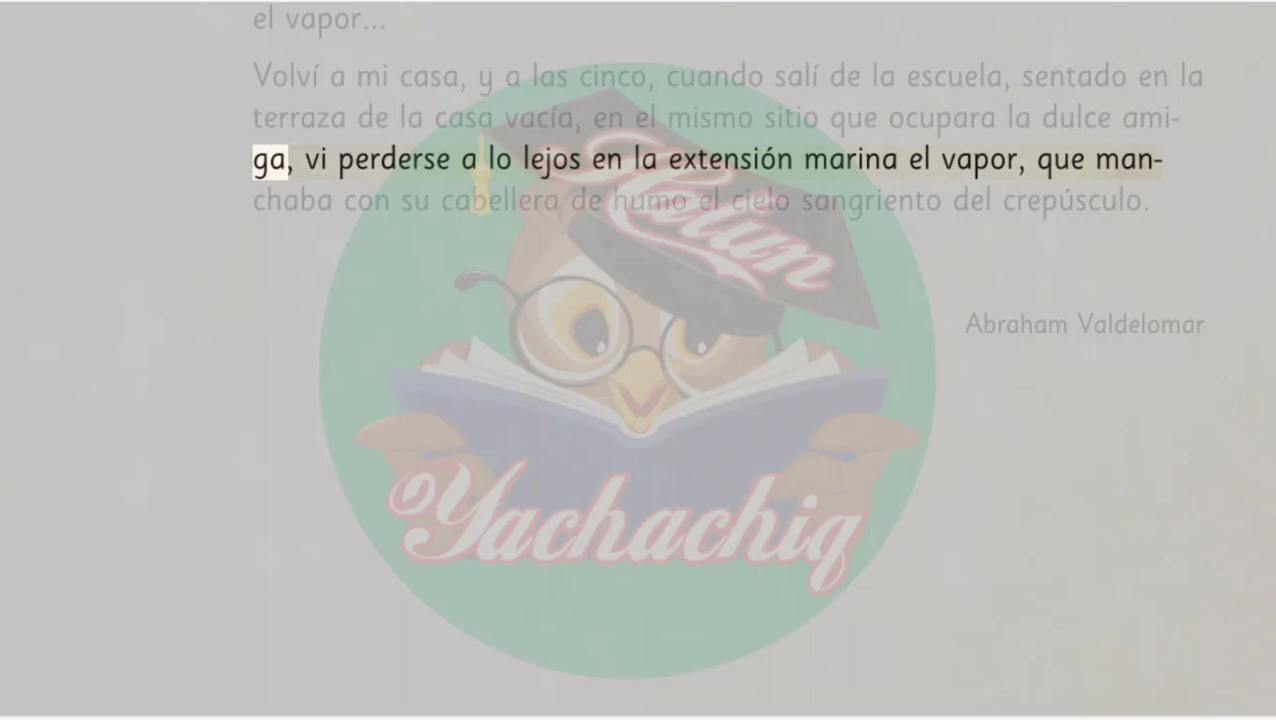 el vapor...
Volví a mi casa, y a las cinco, cuando salí de la escuela, sentado en la
terraza de la casa vacía, en el mismo sitio que ocupara la dulce ami-
ga, vi perderse a lo lejos en la extensión marina el vapor, que man-
chaba con su cabellera de humo el cielo sangriento del crepúsculo.
Abraham Valdelomar
Hatun
Yachachiq